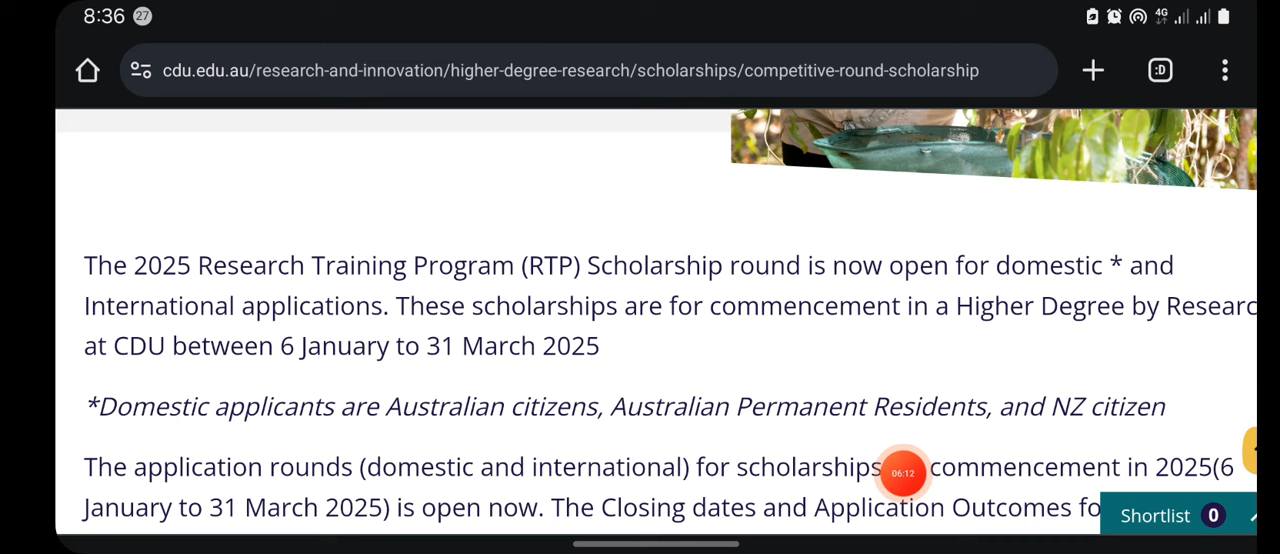 8:36 27 4G
cdu.edu.au/research-and-innovation/higher-degree-research/scholarships/competitive-round-scholarship :D
The 2025 Research Training Program (RTP) Scholarship round is now open for domestic * and
International applications. These scholarships are for commencement in a Higher Degree by Researc
at CDU between 6 January to 31 March 2025
*Domestic applicants are Australian citizens, Australian Permanent Residents, and NZ citizen
The application rounds (domestic and international) for scholarships 06:12 commencement in 2025(6
January to 31 March 2025) is open now. The Closing dates and Application Outcomes fo
Shortlist 0